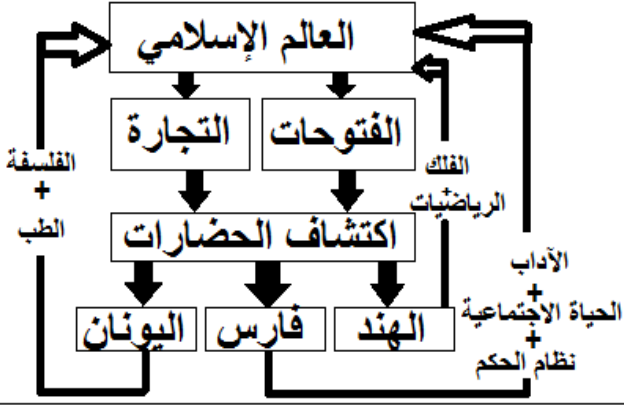 العالم الإسلامي
الفتوحات
التجارة
الفلك
+
الرياضيات
الفلسفة
+
الطب
اكتشاف الحضارات
الآداب
+
الحياة الاجتماعية
+
نظام الحكم
الهند
فارس
اليونان